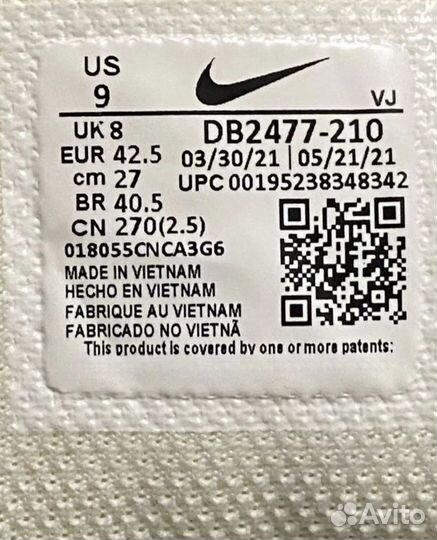 US
9
VJ
UK 8
DB2477-210
EUR 42.5
03/30/21 | 05/21/21
cm 27
UPC 00195238348342
BR 40.5
CN 270(2.5)
018055CNCA3G6
MADE IN VIETNAM
HECHO EN VIETNAM
FABRIQUE AU VIETNAM
FABRICADO NO VIETNÃ
This product is covered by one or more patents:
Avito